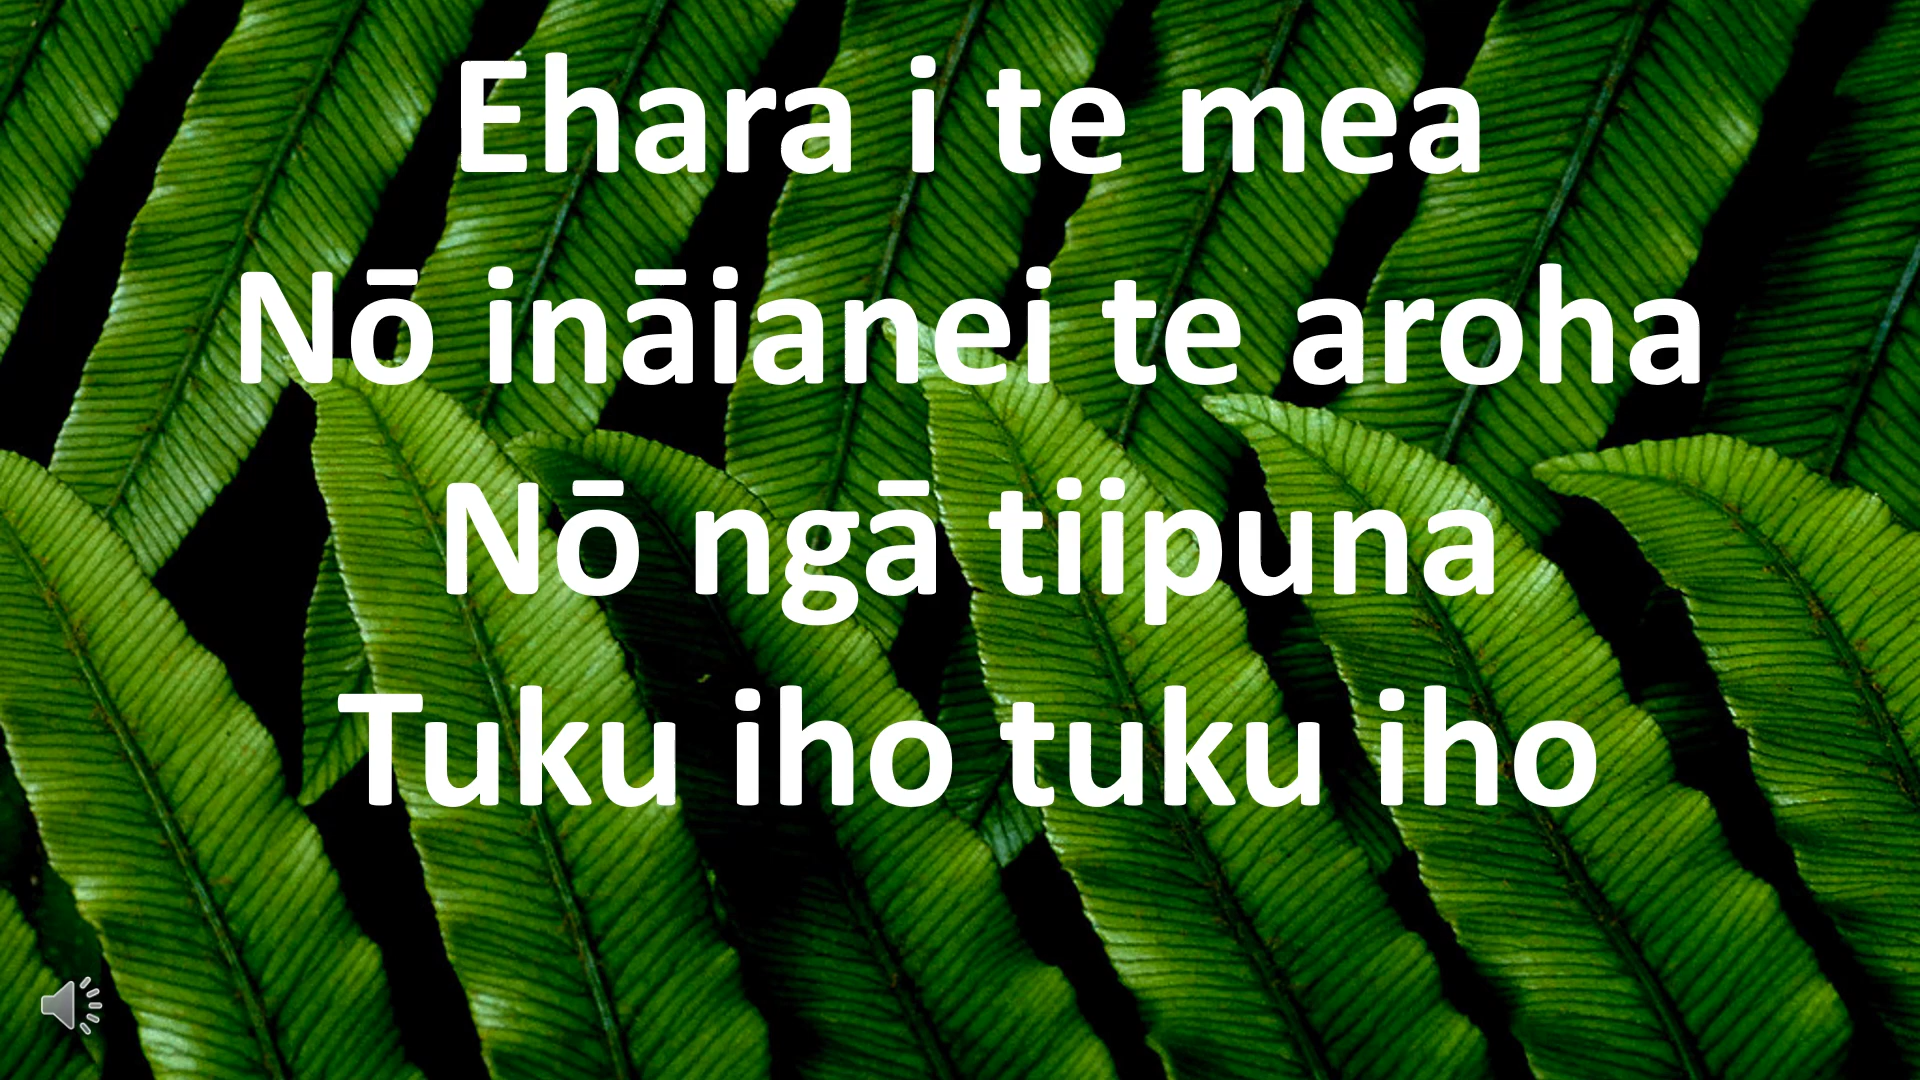 Ehara i te mea
Nō ināianei te aroha
Nō ngā tiipuna
Tuku iho tuku iho